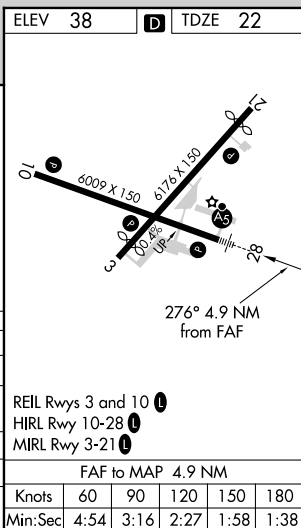 ELEV 38 D TDZE 22
21
P
P
10
6009 X 150
6176 X 150
A5
P
0.4%
UP
P
3
28
276° 4.9 NM
from FAF
REIL Rwys 3 and 10 L
HIRL Rwy 10-28 L
MIRL Rwy 3-21 L
FAF to MAP 4.9 NM
Knots 60 90 120 150 180
Min:Sec 4:54 3:16 2:27 1:58 1:38